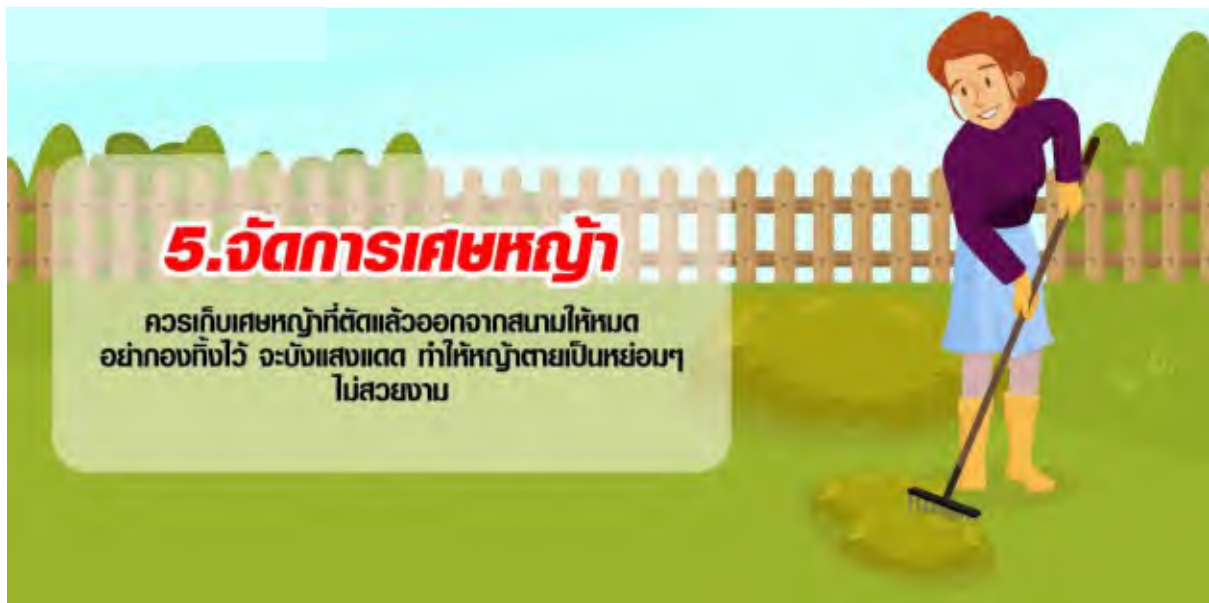 5.จัดการเศษหญ้า
ควรเก็บเศษหญ้าที่ตัดแล้วออกจากสนามให้หมด
อย่ากองทิ้งไว้ จะบังแสงแดด ทำให้หญ้าตายเป็นหย่อมๆ
ไม่สวยงาม